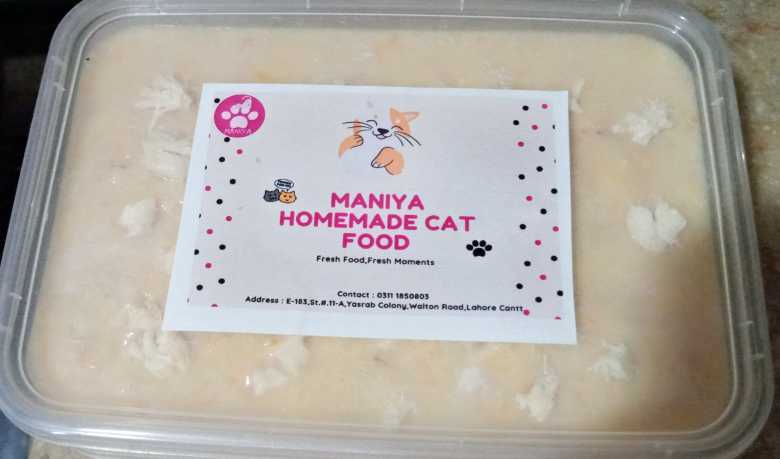 MANIYA
MANIYA
HOMEMADE CAT
FOOD
Fresh Food,Fresh Moments
Contact : 0311 1850803
Address : E-183,St.#.11-A,Yasrab Colony,Walton Road,Lahore Cantt